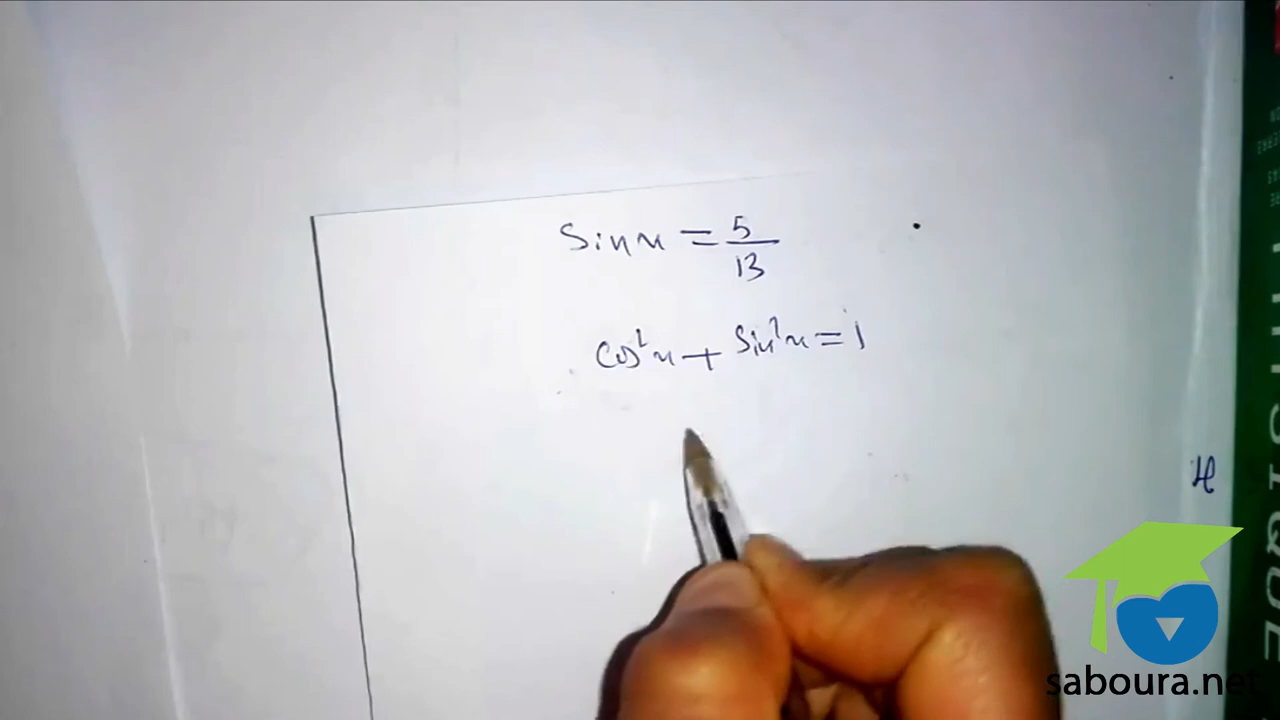 Sin x = 5/13
cos²x + Sin²x = 1
saboura.net